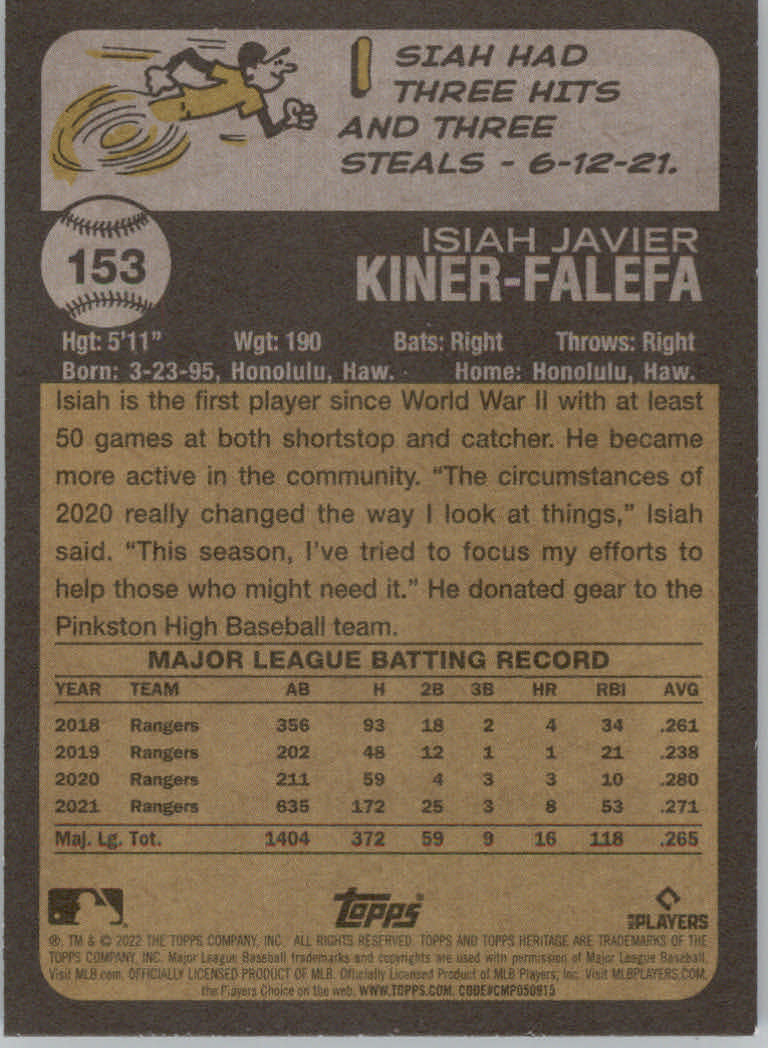 ISIAH HAD
THREE HITS
AND THREE
STEALS - 6-12-21.
153
ISIAH JAVIER
KINER-FALEFA
Hgt: 5'11" Wgt: 190 Bats: Right Throws: Right
Born: 3-23-95, Honolulu, Haw. Home: Honolulu, Haw.
Isiah is the first player since World War II with at least
50 games at both shortstop and catcher. He became
more active in the community. “The circumstances of
2020 really changed the way I look at things,” Isiah
said. “This season, I've tried to focus my efforts to
help those who might need it.” He donated gear to the
Pinkston High Baseball team.
MAJOR LEAGUE BATTING RECORD
YEAR TEAM AB H 2B 3B HR RBI AVG
2018 Rangers 356 93 18 2 4 34 .261
2019 Rangers 202 48 12 1 1 21 .238
2020 Rangers 211 59 4 3 3 10 .280
2021 Rangers 635 172 25 3 8 53 .271
Maj. Lg. Tot. 1404 372 59 9 16 118 .265
Topps
MLB PLAYERS
®, TM & © 2022 THE TOPPS COMPANY, INC. ALL RIGHTS RESERVED. TOPPS AND TOPPS HERITAGE ARE TRADEMARKS OF THE
TOPPS COMPANY, INC. Major League Baseball trademarks and copyrights are used with permission of Major League Baseball.
Visit MLB.com. OFFICIALLY LICENSED PRODUCT OF MLB. Officially Licensed Product of MLB Players, Inc. Visit MLBPLAYERS.COM,
the Players Choice on the web. WWW.TOPPS.COM. CODE#CMP050915